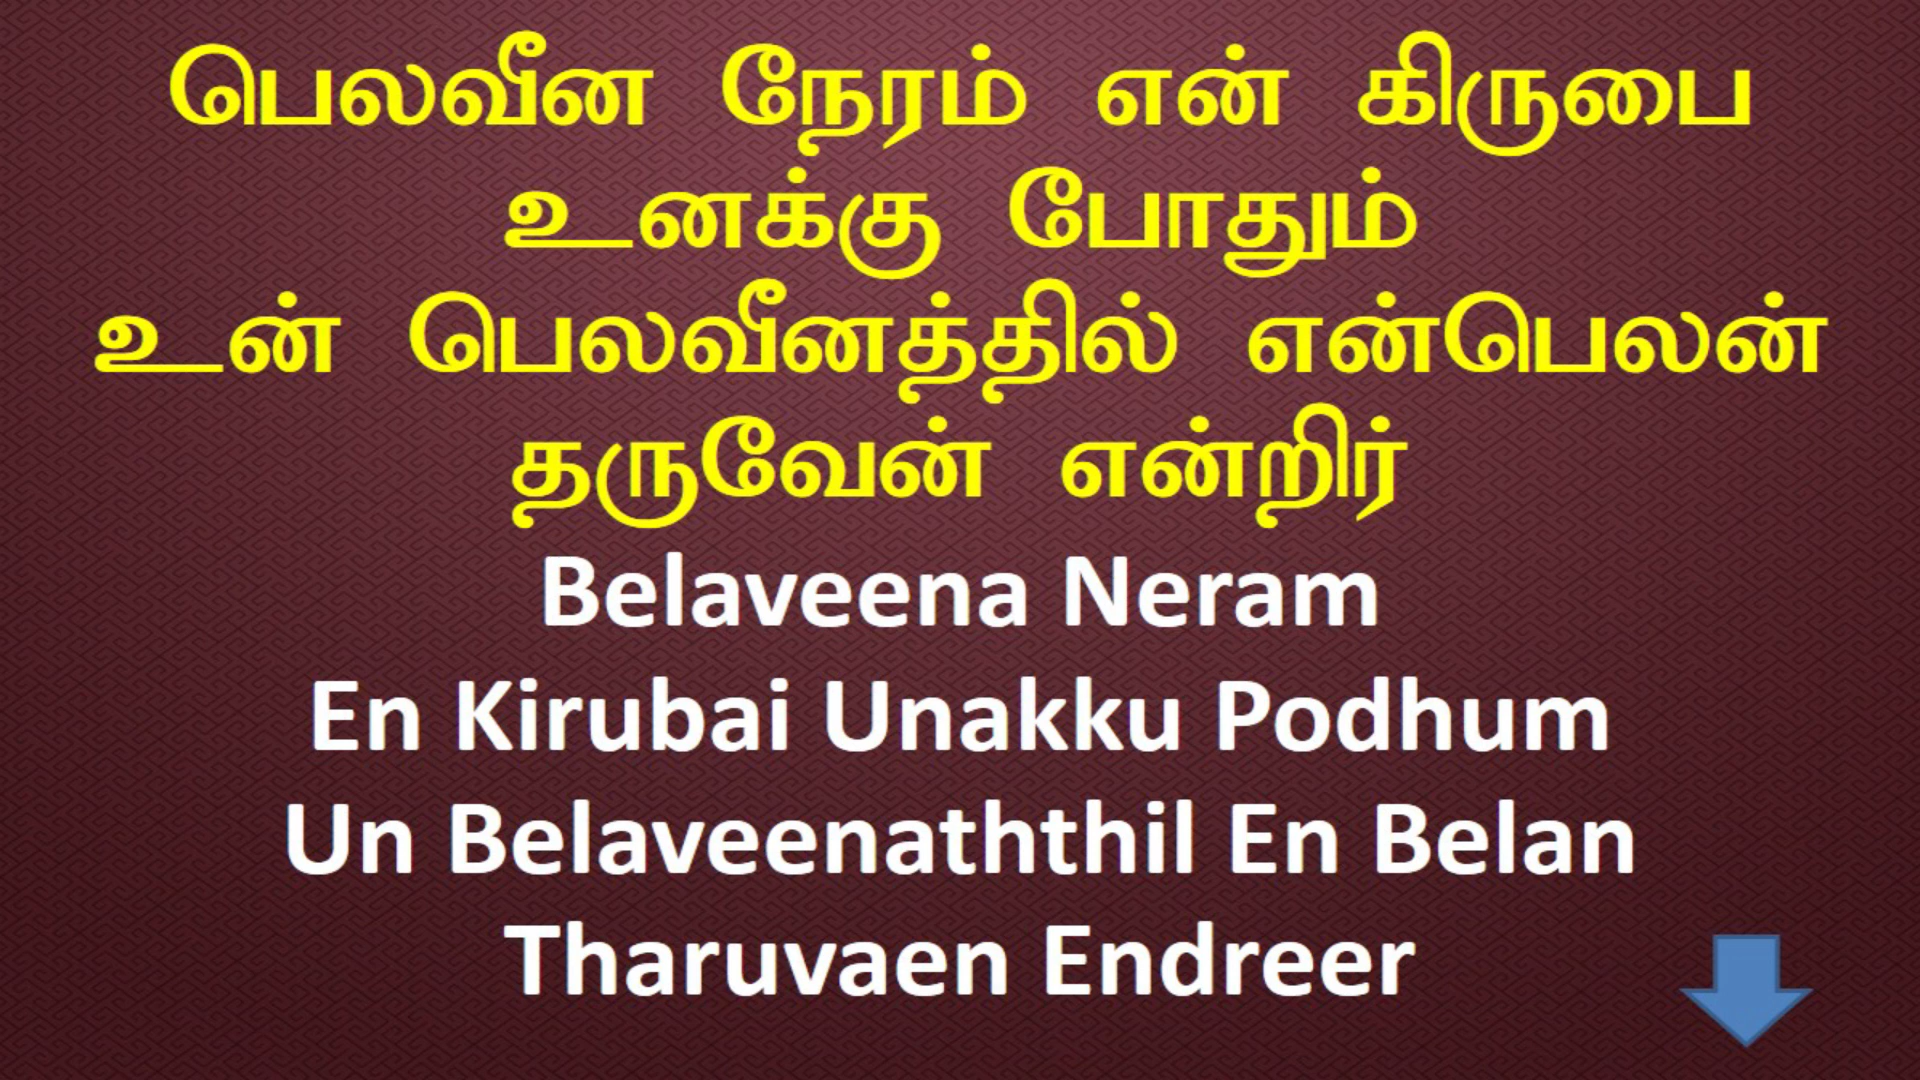 பெலவீன நேரம் என் கிருபை
உனக்கு போதும்
உன் பெலவீனத்தில் என்பெலன்
தருவேன் என்றிர்
Belaveena Neram
En Kirubai Unakku Podhum
Un Belaveenaththil En Belan
Tharuvaen Endreer